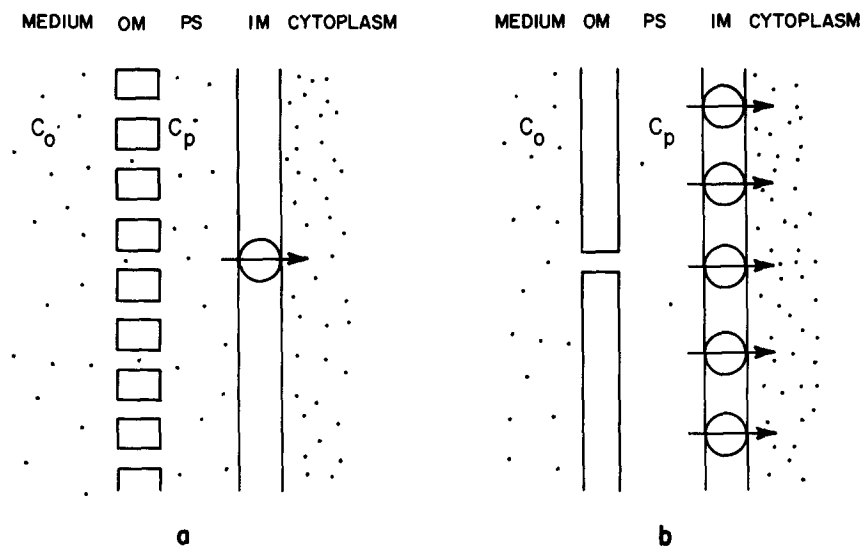 MEDIUM OM PS IM CYTOPLASM
Co Cp
a
MEDIUM OM PS IM CYTOPLASM
Co Cp
b